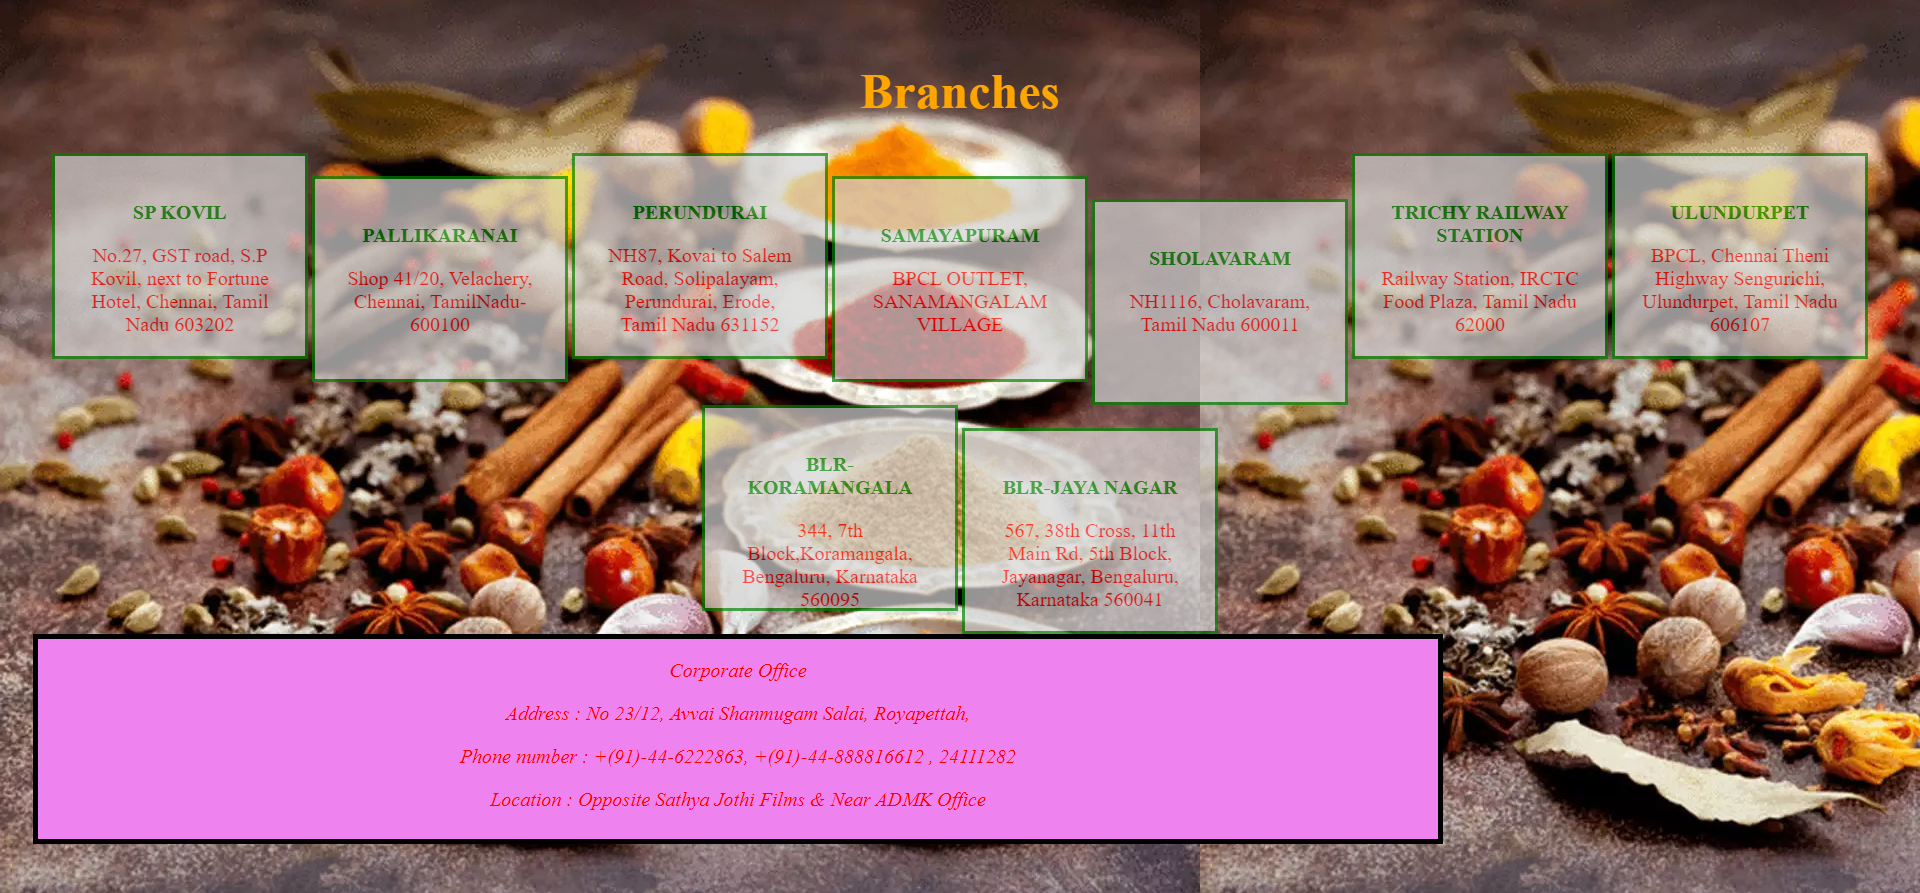 Branches
SP KOVIL
No.27, GST road, S.P
Kovil, next to Fortune
Hotel, Chennai, Tamil
Nadu 603202
PALLIKARANAI
Shop 41/20, Velachery,
Chennai, TamilNadu-
600100
PERUNDURAI
NH87, Kovai to Salem
Road, Solipalayam,
Perundurai, Erode,
Tamil Nadu 631152
SAMAYAPURAM
BPCL OUTLET,
SANAMANGALAM
VILLAGE
SHOLAVARAM
NH1116, Cholavaram,
Tamil Nadu 600011
TRICHY RAILWAY
STATION
Railway Station, IRCTC
Food Plaza, Tamil Nadu
62000
ULUNDURPET
BPCL, Chennai Theni
Highway Sengurichi,
Ulundurpet, Tamil Nadu
606107
BLR-
KORAMANGALA
344, 7th
Block,Koramangala,
Bengaluru, Karnataka
560095
BLR-JAYA NAGAR
567, 38th Cross, 11th
Main Rd, 5th Block,
Jayanagar, Bengaluru,
Karnataka 560041
Corporate Office
Address : No 23/12, Avvai Shanmugam Salai, Royapettah,
Phone number : +(91)-44-6222863, +(91)-44-888816612 , 24111282
Location : Opposite Sathya Jothi Films & Near ADMK Office